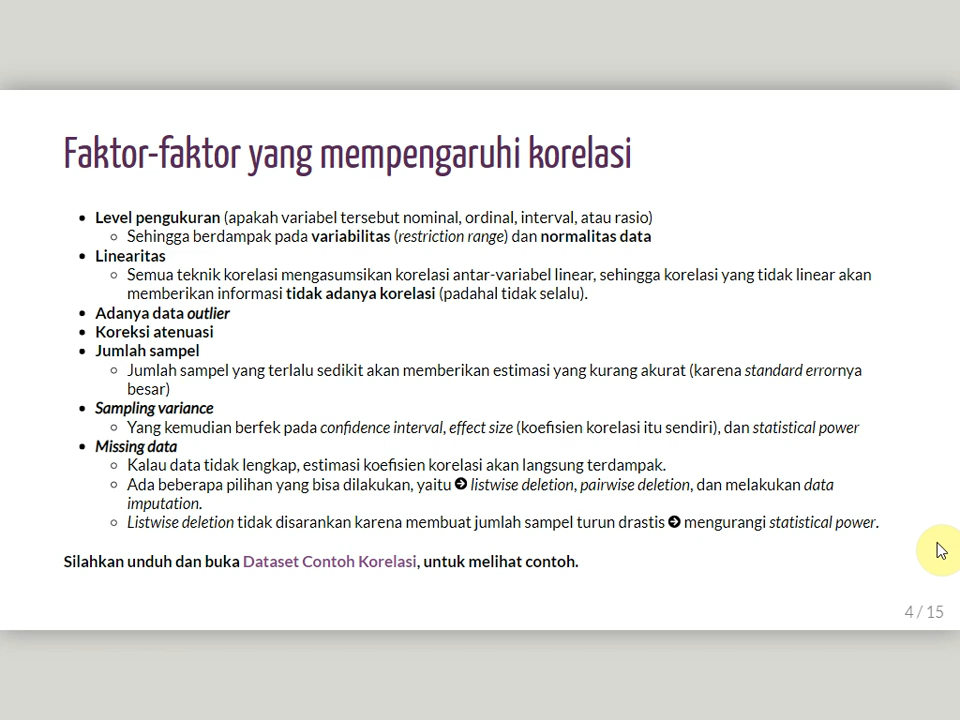 Faktor-faktor yang mempengaruhi korelasi
• Level pengukuran (apakah variabel tersebut nominal, ordinal, interval, atau rasio)
◦ Sehingga berdampak pada variabilitas (restriction range) dan normalitas data
• Linearitas
◦ Semua teknik korelasi mengasumsikan korelasi antar-variabel linear, sehingga korelasi yang tidak linear akan
memberikan informasi tidak adanya korelasi (padahal tidak selalu).
• Adanya data outlier
• Koreksi atenuasi
• Jumlah sampel
◦ Jumlah sampel yang terlalu sedikit akan memberikan estimasi yang kurang akurat (karena standard errornya
besar)
• Sampling variance
◦ Yang kemudian berfek pada confidence interval, effect size (koefisien korelasi itu sendiri), dan statistical power
• Missing data
◦ Kalau data tidak lengkap, estimasi koefisien korelasi akan langsung terdampak.
◦ Ada beberapa pilihan yang bisa dilakukan, yaitu ➔ listwise deletion, pairwise deletion, dan melakukan data
imputation.
◦ Listwise deletion tidak disarankan karena membuat jumlah sampel turun drastis ➔ mengurangi statistical power.
Silahkan unduh dan buka Dataset Contoh Korelasi, untuk melihat contoh.
4 / 15